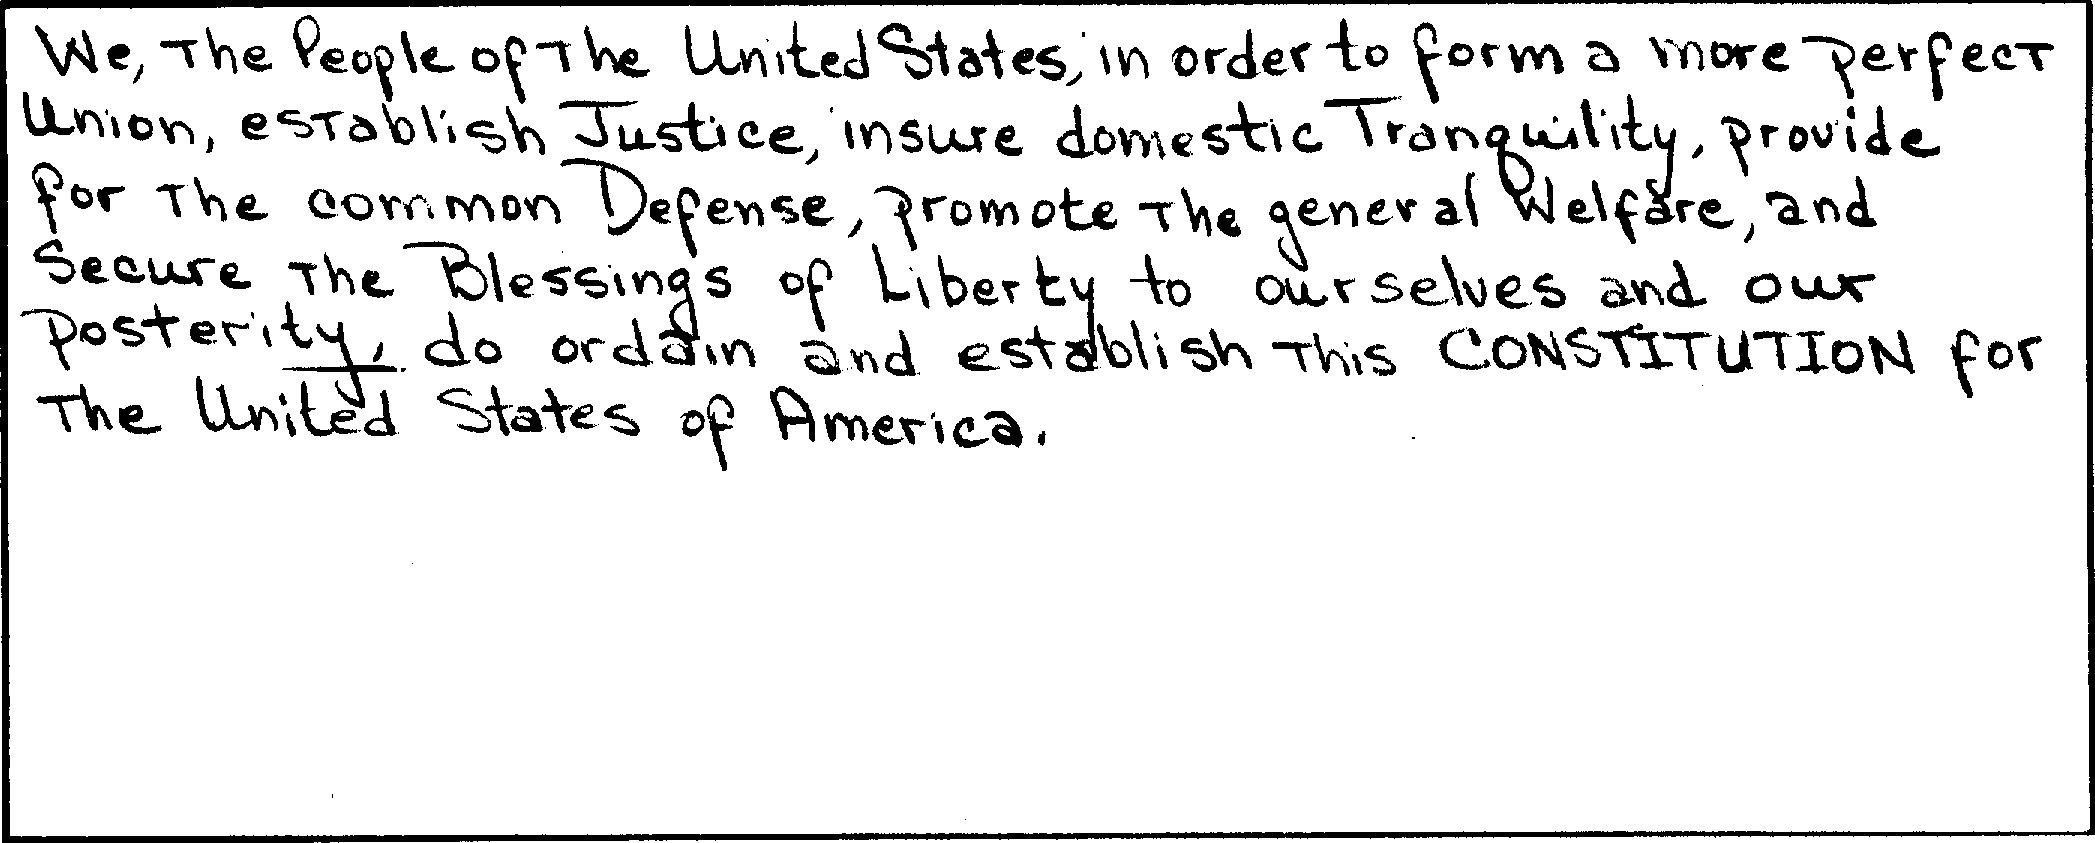 We, the People of the United States, in order to form a more perfect
Union, establish Justice, insure domestic Tranquility, provide
for the common Defense, promote the general Welfare, and
secure the Blessings of Liberty to ourselves and our
posterity, do ordain and establish this CONSTITUTION for
the United States of America.